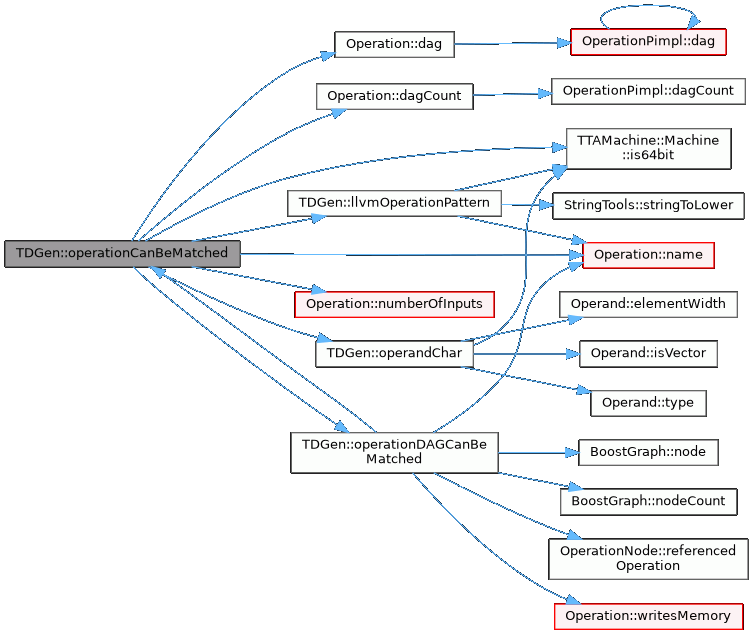 Operation::dag
OperationPimpl::dag
Operation::dagCount
OperationPimpl::dagCount
TTAMachine::Machine
::is64bit
TDGen::llvmOperationPattern
StringTools::stringToLower
TDGen::operationCanBeMatched
Operation::name
Operation::numberOfInputs
Operand::elementWidth
TDGen::operandChar
Operand::isVector
Operand::type
TDGen::operationDAGCanBe
Matched
BoostGraph::node
BoostGraph::nodeCount
OperationNode::referenced
Operation
Operation::writesMemory